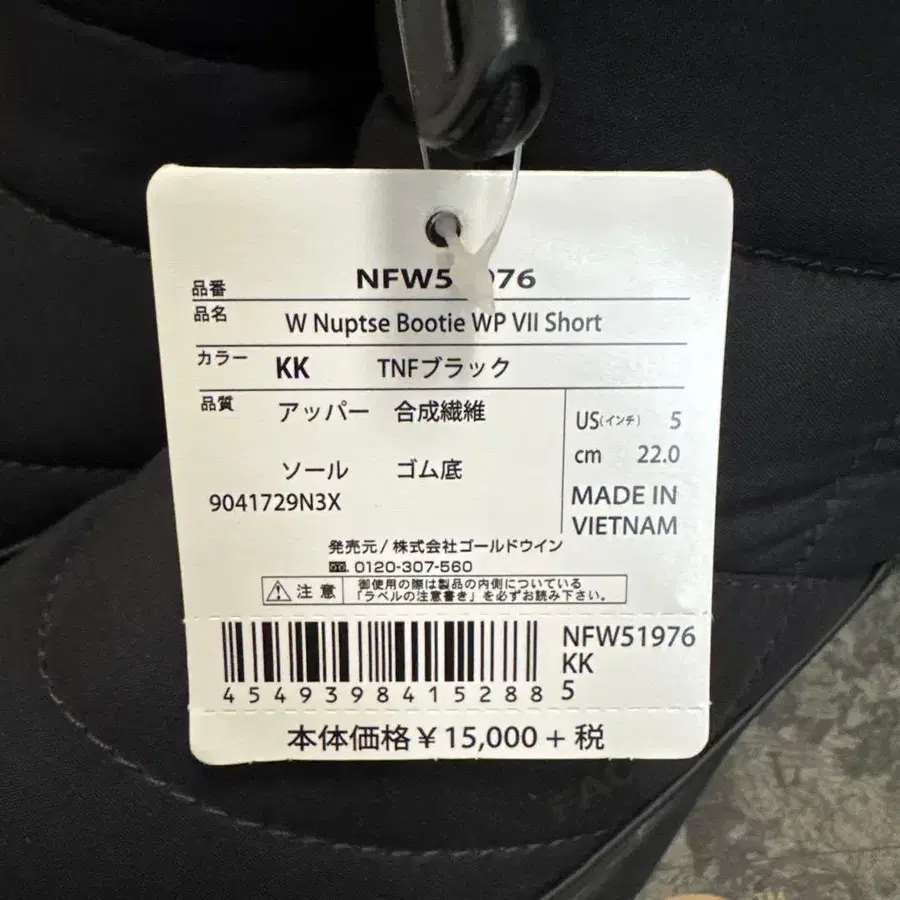 品番 NFW51976
品名 W Nuptse Bootie WP VII Short
カラー KK TNFブラック
品質 アッパー 合成繊維
ソール ゴム底
9041729N3X
US(インチ) 5
cm 22.0
MADE IN
VIETNAM
発売元/株式会社ゴールドウイン
0120-307-560
注意 御使用の際は製品の内側についている
「ラベルの注意書き」を必ずお読み下さい。
NFW51976
KK
5
4549398415288
本体価格¥15,000+税
TM